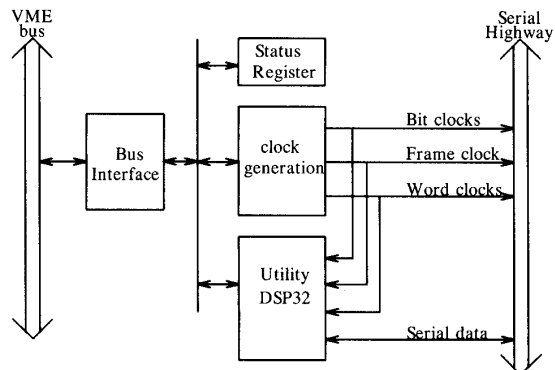 VME
bus
Serial
Highway
Status
Register
Bit clocks
clock
generation
Frame clock
Bus
Interface
Word clocks
Utility
DSP32
Serial data